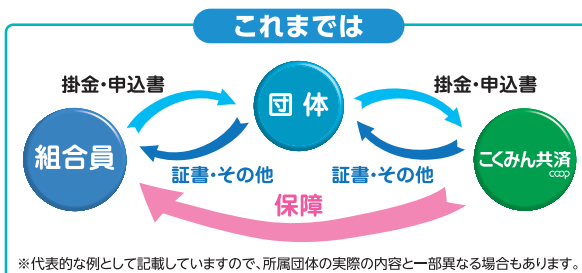 これまでは
掛金・申込書
掛金・申込書
団体
組合員
こくみん共済
coop
証書・その他
証書・その他
保障
※代表的な例として記載していますので、所属団体の実際の内容と一部異なる場合もあります。